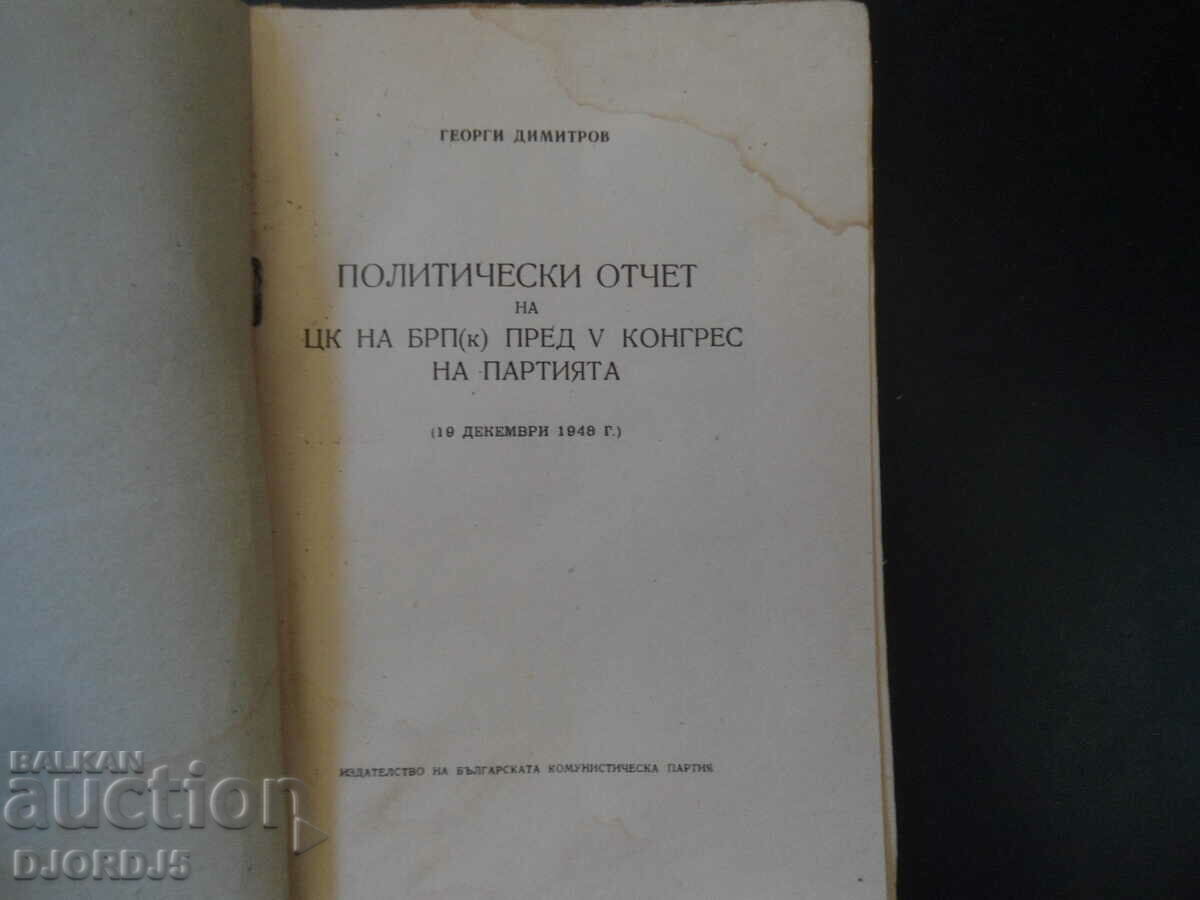 ГЕОРГИ ДИМИТРОВ
ПОЛИТИЧЕСКИ ОТЧЕТ
НА
ЦК НА БРП(к) ПРЕД V КОНГРЕС
НА ПАРТИЯТА
(19 ДЕКЕМВРИ 1948 Г.)
ИЗДАТЕЛСТВО НА БЪЛГАРСКАТА КОМУНИСТИЧЕСКА ПАРТИЯ
BALKAN
auction
DJORDJ5